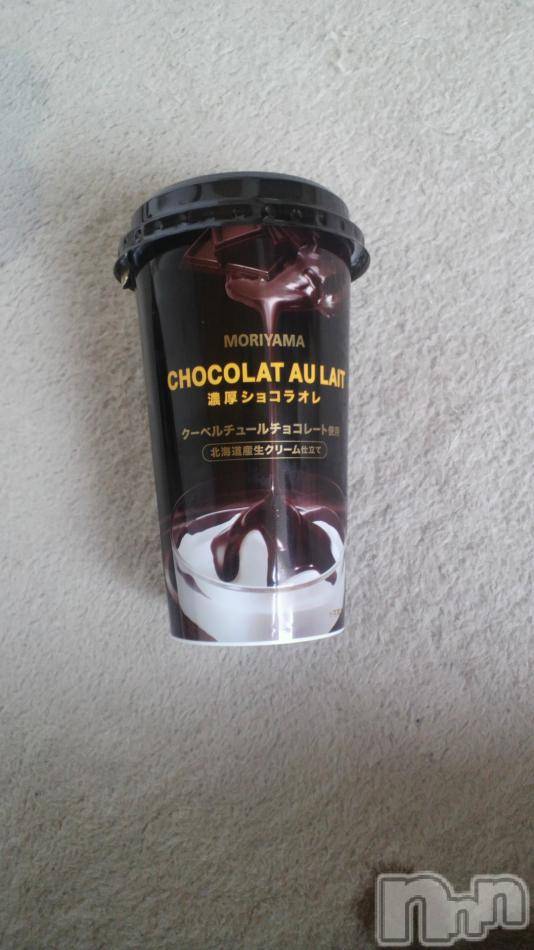 MORIYAMA
CHOCOLAT AU LAIT
濃厚ショコラオレ
クーベルチュールチョコレート使用
北海道産生クリーム仕立て
nnn